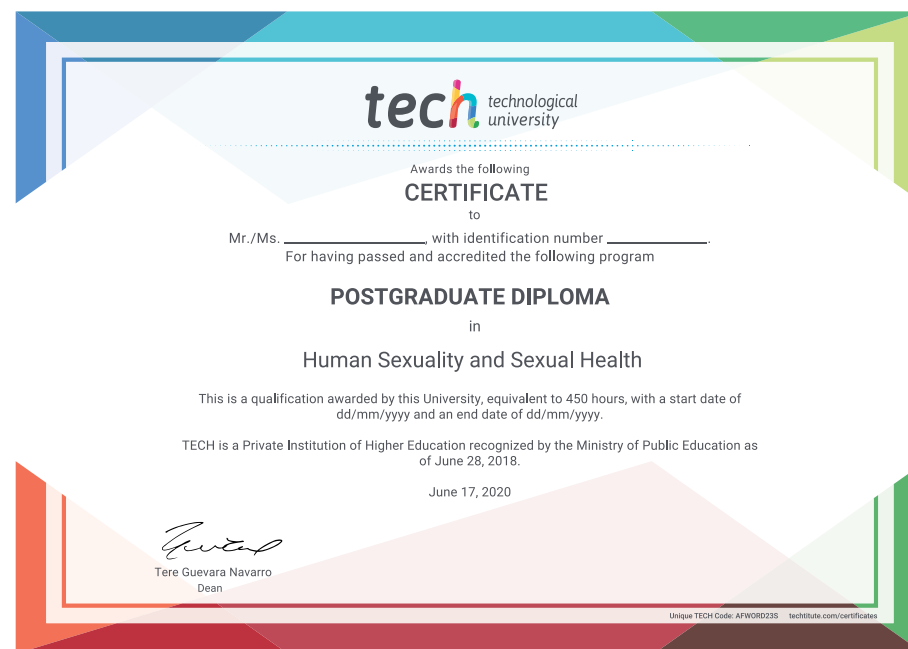 tech technological
university
Awards the following
CERTIFICATE
to
Mr./Ms. ____________________, with identification number ______________.
For having passed and accredited the following program
POSTGRADUATE DIPLOMA
in
Human Sexuality and Sexual Health
This is a qualification awarded by this University, equivalent to 450 hours, with a start date of
dd/mm/yyyy and an end date of dd/mm/yyyy.
TECH is a Private Institution of Higher Education recognized by the Ministry of Public Education as
of June 28, 2018.
June 17, 2020
Tere Guevara Navarro
Dean
Unique TECH Code: AFWORD235 techtitute.com/certificates